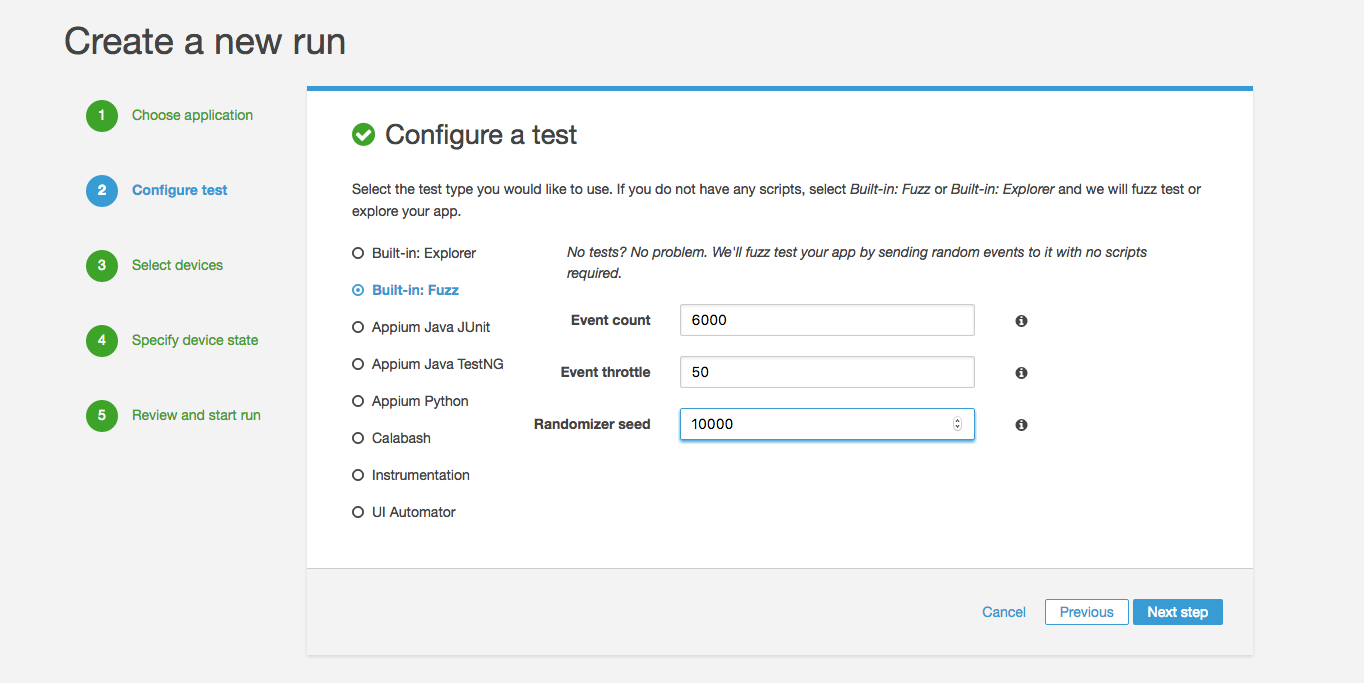 Create a new run
1 Choose application
2 Configure test
3 Select devices
4 Specify device state
5 Review and start run
Configure a test
Select the test type you would like to use. If you do not have any scripts, select Built-in: Fuzz or Built-in: Explorer and we will fuzz test or
explore your app.
Built-in: Explorer
Built-in: Fuzz
Appium Java JUnit
Appium Java TestNG
Appium Python
Calabash
Instrumentation
UI Automator
No tests? No problem. We'll fuzz test your app by sending random events to it with no scripts
required.
Event count 6000
Event throttle 50
Randomizer seed 10000
Cancel Previous Next step